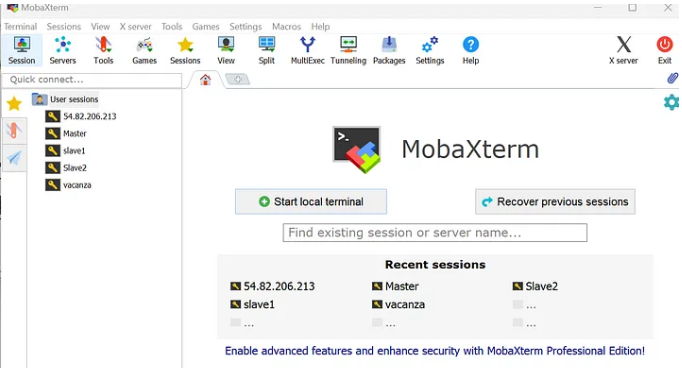 MobaXterm
Terminal Sessions View X server Tools Games Settings Macros Help
Session Servers Tools Games Sessions View Split MultiExec Tunneling Packages Settings Help X server Exit
Quick connect...
User sessions
54.82.206.213
Master
slave1
Slave2
vacanza
>_
MobaXterm
Start local terminal
Recover previous sessions
Find existing session or server name...
Recent sessions
54.82.206.213 Master Slave2
slave1 vacanza ...
... ... ...
Enable advanced features and enhance security with MobaXterm Professional Edition!